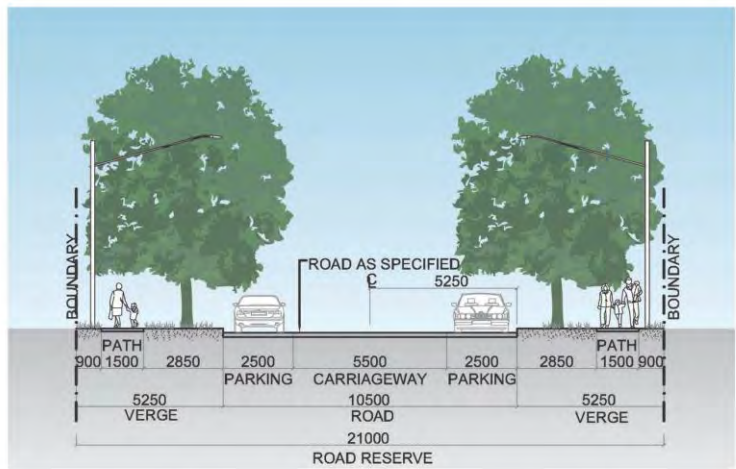 BOUNDARY
BOUNDARY
ROAD AS SPECIFIED
℄
5250
PATH PATH
900 1500 2850 2500 5500 2500 2850 1500 900
PARKING CARRIAGEWAY PARKING
5250 10500 5250
VERGE ROAD VERGE
21000
ROAD RESERVE